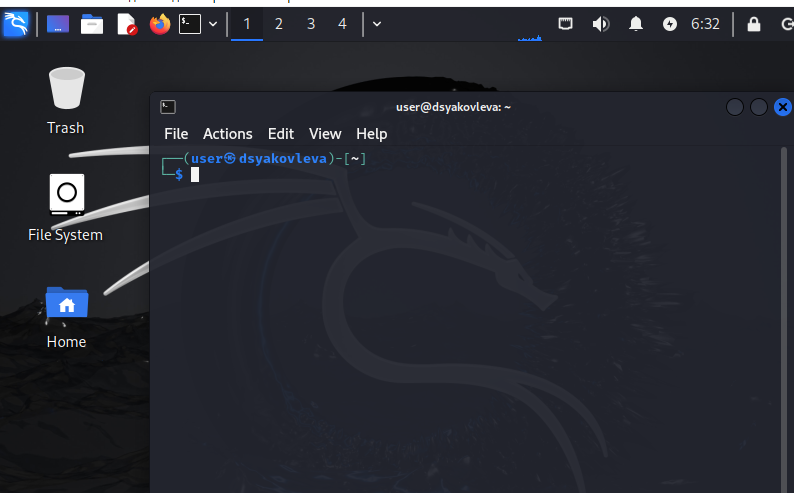 1 2 3 4 6:32
Trash
File System
Home
user@dsyakovleva: ~
File Actions Edit View Help
┌──(user㉿dsyakovleva)-[~]
└─$